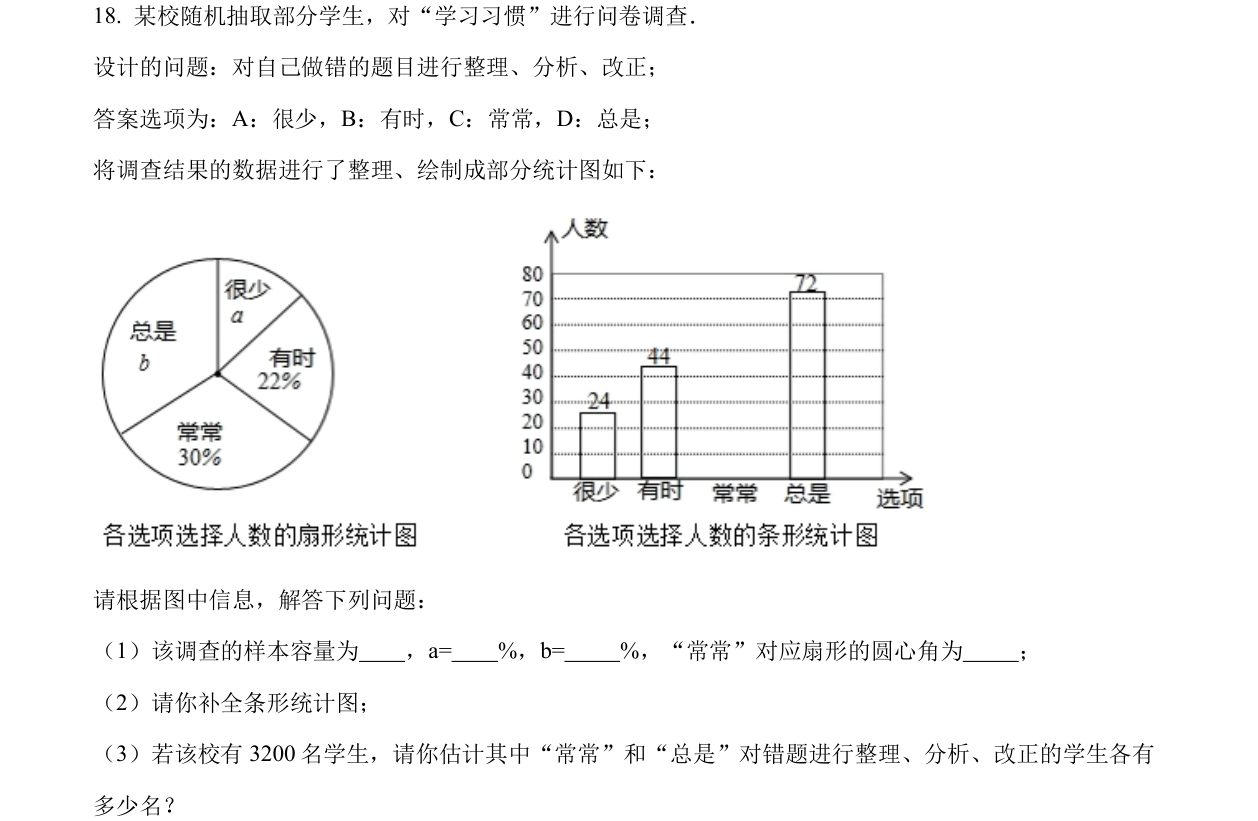 18. 某校随机抽取部分学生，对“学习习惯”进行问卷调查．
设计的问题：对自己做错的题目进行整理、分析、改正；
答案选项为：A：很少，B：有时，C：常常，D：总是；
将调查结果的数据进行了整理、绘制成部分统计图如下：
很少
a
总是
b
有时
22%
常常
30%
各选项选择人数的扇形统计图
人数
80
70
60
50
40
30
20
10
0
24
44
72
很少 有时 常常 总是 选项
各选项选择人数的条形统计图
请根据图中信息，解答下列问题：
（1）该调查的样本容量为____，a=____%，b=_____%，“常常”对应扇形的圆心角为_____；
（2）请你补全条形统计图；
（3）若该校有 3200 名学生，请你估计其中“常常”和“总是”对错题进行整理、分析、改正的学生各有
多少名？